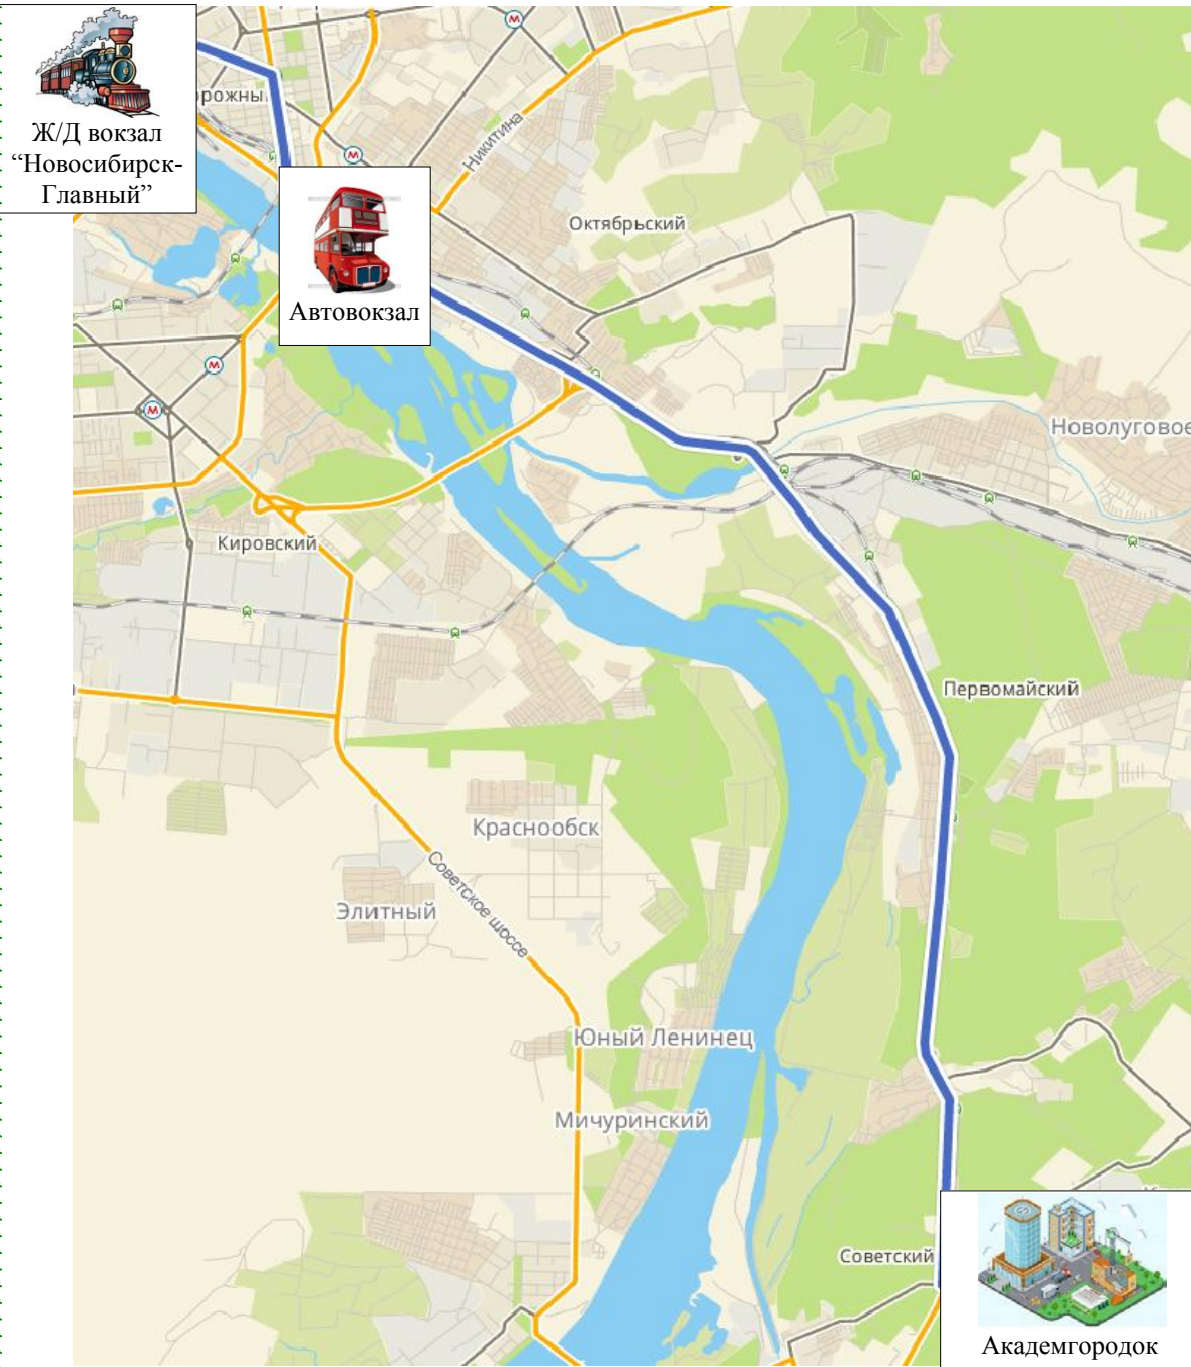 Ж/Д вокзал
“Новосибирск-
Главный”
рожны
Никитина
Октябрьский
Автовокзал
Новолуговое
Кировский
Первомайский
Краснообск
Советское шоссе
Элитный
Юный Ленинец
Мичуринский
Советский
Академгородок